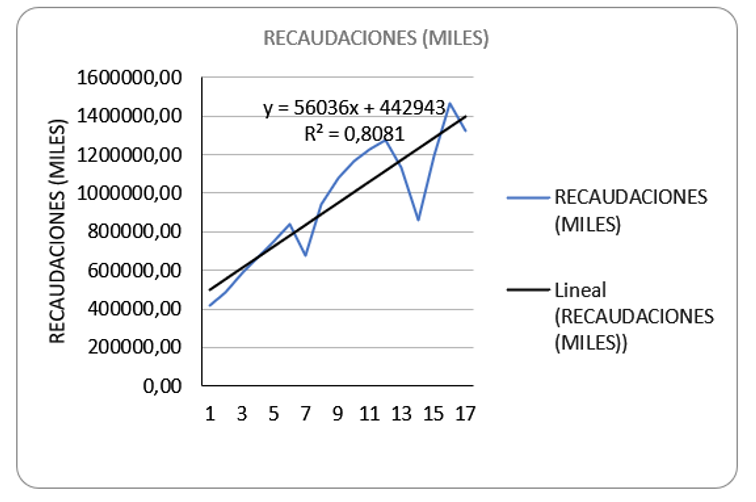 RECAUDACIONES (MILES)
RECAUDACIONES (MILES)
1600000,00
1400000,00
1200000,00
1000000,00
800000,00
600000,00
400000,00
200000,00
0,00
y = 56036x + 442943
R² = 0,8081
1 3 5 7 9 11 13 15 17
RECAUDACIONES
(MILES)
Lineal
(RECAUDACIONES
(MILES))